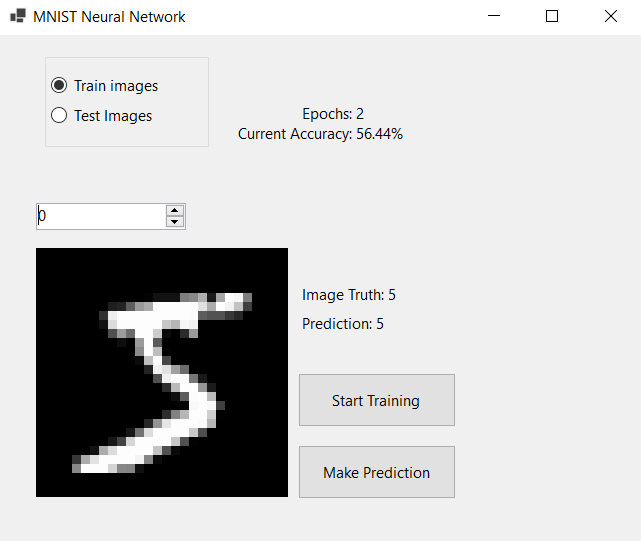 MNIST Neural Network
Train images
Test Images
Epochs: 2
Current Accuracy: 56.44%
0
5
Image Truth: 5
Prediction: 5
Start Training
Make Prediction